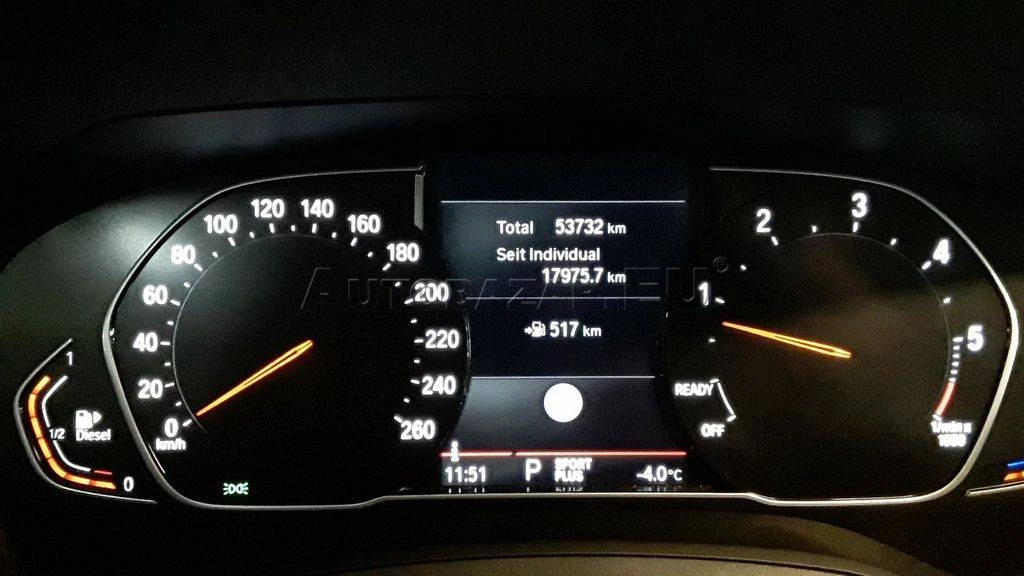 0
20
40
60
80
100
120
140
160
180
200
220
240
260
km/h
1
1/2
0
Diesel
Total 53732 km
Seit Individual
17975.7 km
517 km
11:51 P SPORT PLUS -4.0°C
1
2
3
4
5
READY
OFF
1/min x
1000
AUTOBAZAR.EU®